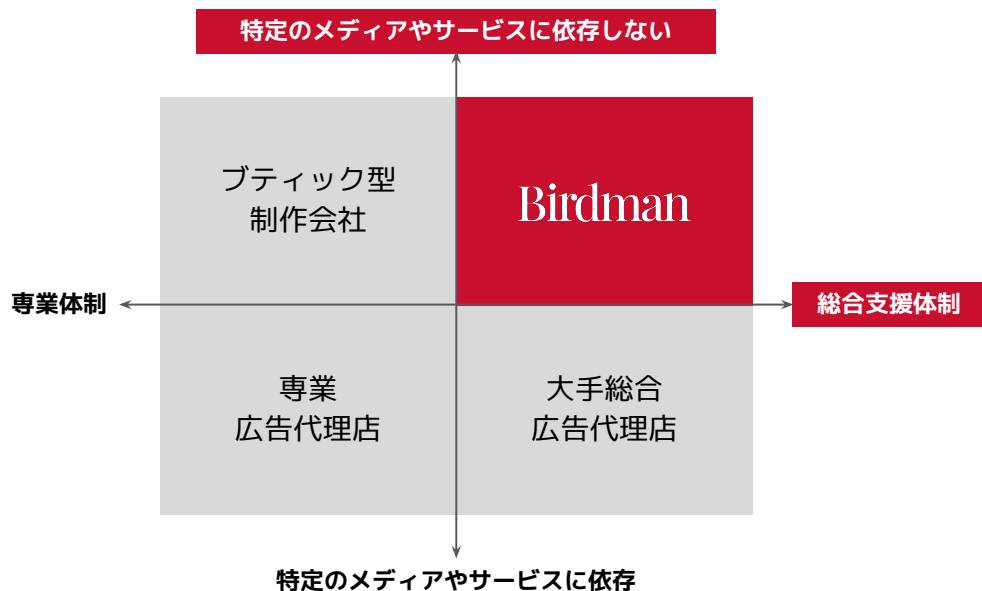 特定のメディアやサービスに依存しない
ブティック型
制作会社
Birdman
専業体制
総合支援体制
専業
広告代理店
大手総合
広告代理店
特定のメディアやサービスに依存